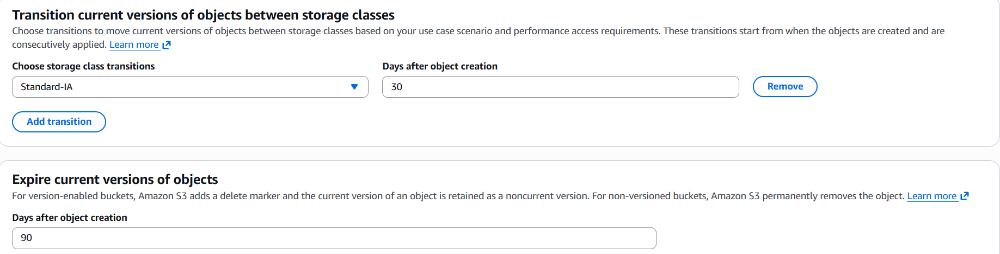 Transition current versions of objects between storage classes
Choose transitions to move current versions of objects between storage classes based on your use case scenario and performance access requirements. These transitions start from when the objects are created and are
consecutively applied. Learn more
Choose storage class transitions
Days after object creation
Standard-IA
30
Remove
Add transition
Expire current versions of objects
For version-enabled buckets, Amazon S3 adds a delete marker and the current version of an object is retained as a noncurrent version. For non-versioned buckets, Amazon S3 permanently removes the object. Learn more
Days after object creation
90